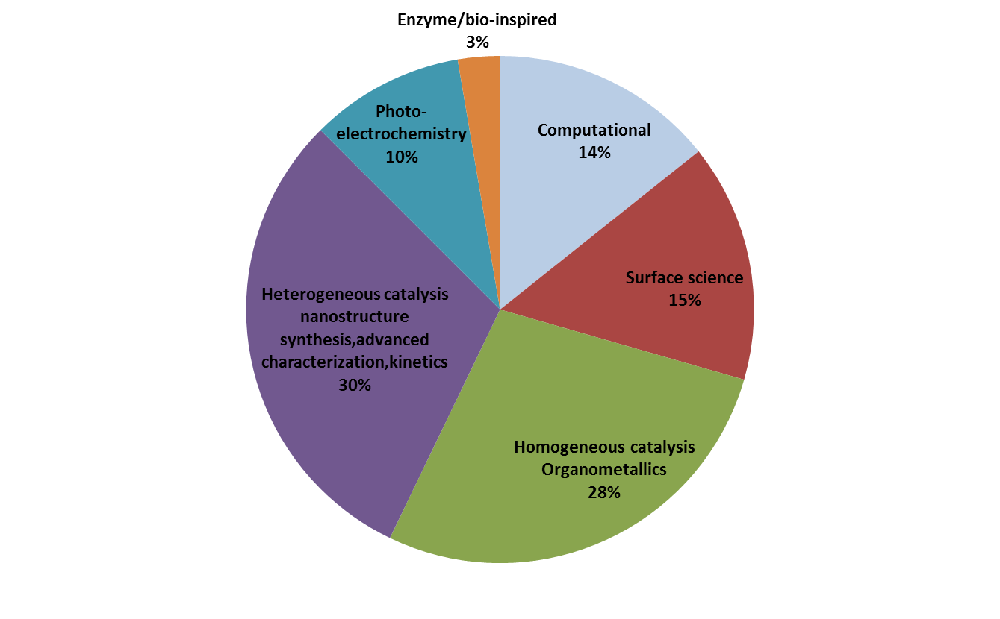 Enzyme/bio-inspired
3%
Computational
14%
Surface science
15%
Homogeneous catalysis
Organometallics
28%
Heterogeneous catalysis
nanostructure
synthesis,advanced
characterization,kinetics
30%
Photo-
electrochemistry
10%